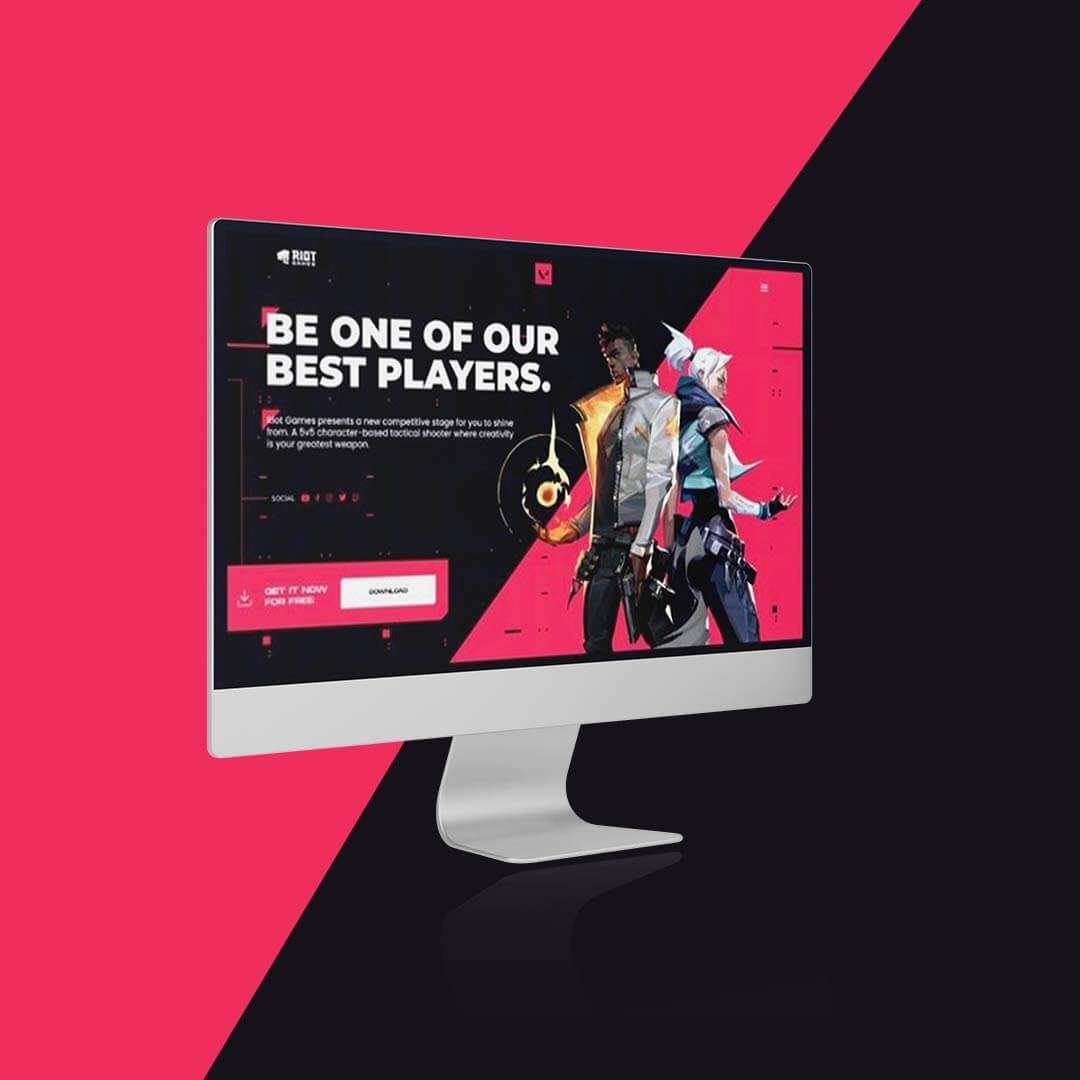 RIOT
GAMES
BE ONE OF OUR
BEST PLAYERS.
Riot Games presents a new competitive stage for you to shine
from. A 5v5 character-based tactical shooter where creativity
is your greatest weapon.
SOCIAL
GET IT NOW
FOR FREE
DOWNLOAD